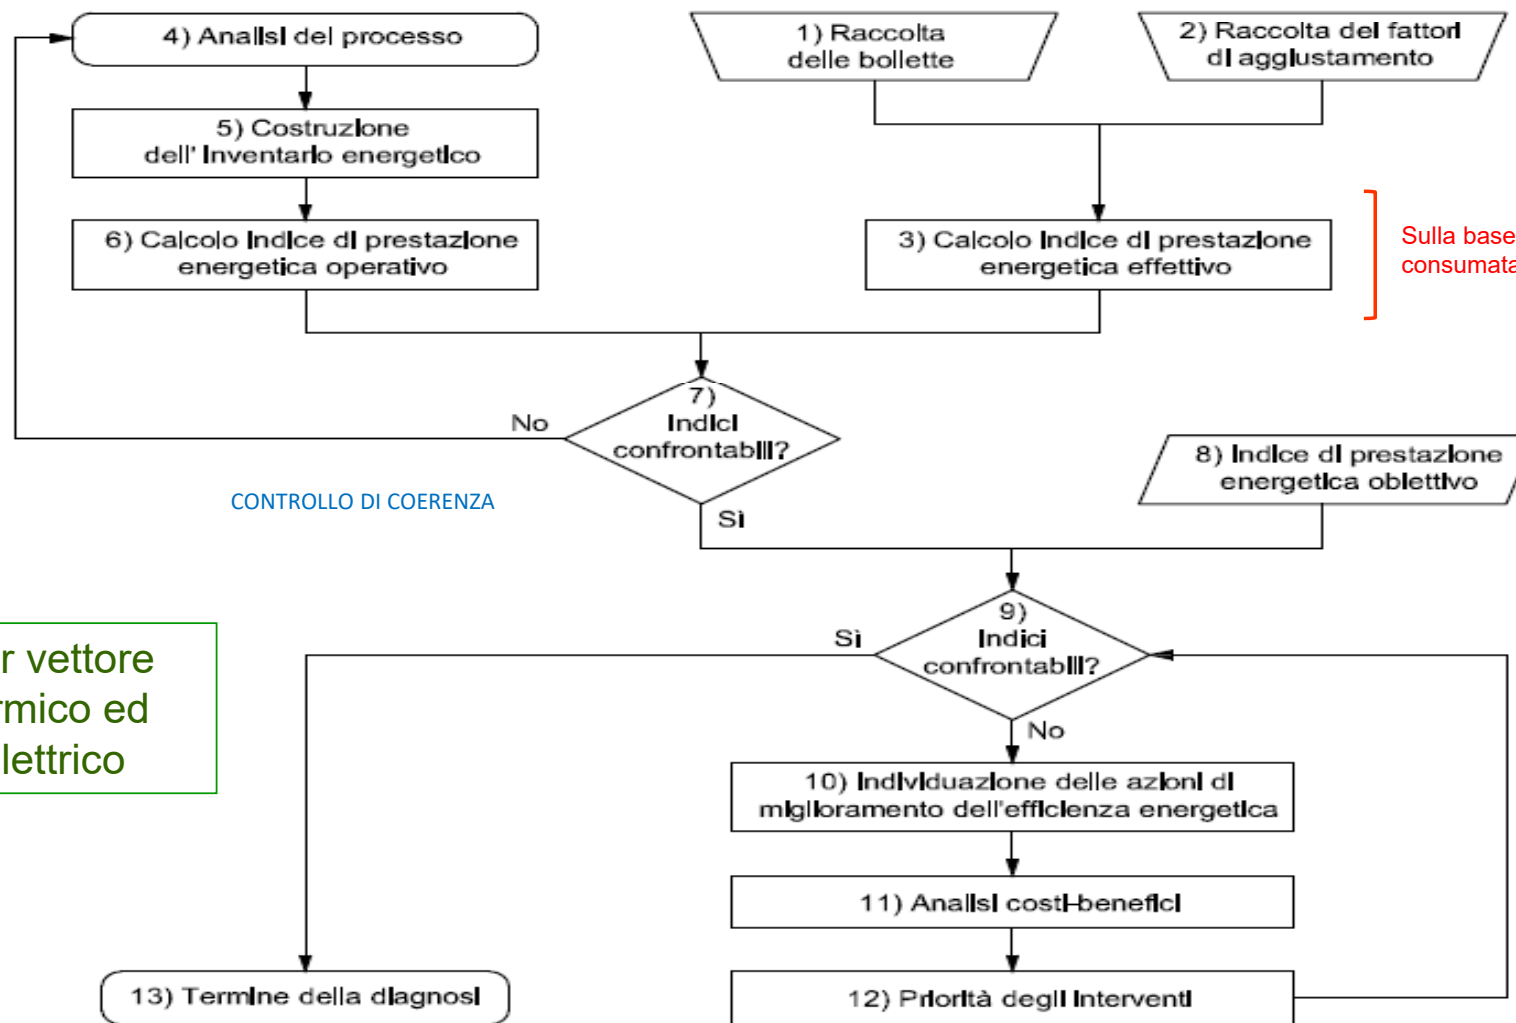 4) Analisi del processo
1) Raccolta
delle bollette
2) Raccolta dei fattori
di aggiustamento
5) Costruzione
dell' inventario energetico
6) Calcolo indice di prestazione
energetica operativo
3) Calcolo indice di prestazione
energetica effettivo
Sulla base
consumata
7)
Indici
confrontabili?
No
Sì
CONTROLLO DI COERENZA
8) Indice di prestazione
energetica obiettivo
9)
Indici
confrontabili?
Sì
No
r vettore
rmico ed
lettrico
10) Individuazione delle azioni di
miglioramento dell'efficienza energetica
11) Analisi costi-benefici
12) Priorità degli interventi
13) Termine della diagnosi